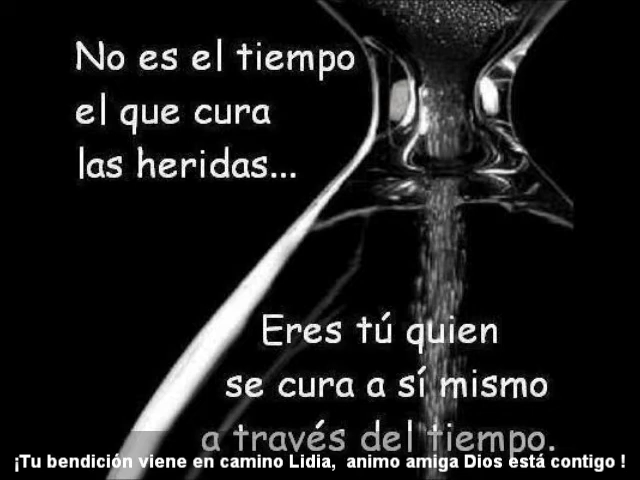 No es el tiempo
el que cura
las heridas...
Eres tú quien
se cura a sí mismo
a través del tiempo.
¡Tu bendición viene en camino Lidia, animo amiga Dios está contigo !